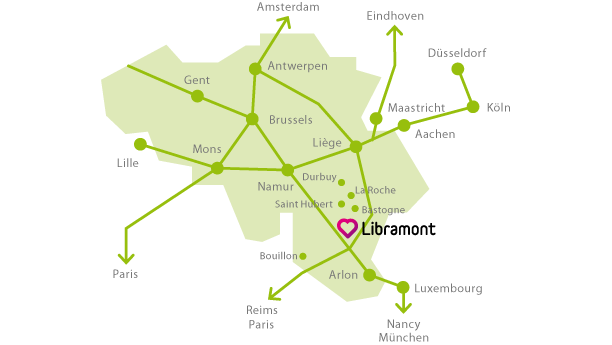 Amsterdam
Eindhoven
Düsseldorf
Antwerpen
Gent
Maastricht
Köln
Brussels
Aachen
Liège
Mons
Lille
Namur
Durbuy
La Roche
Saint Hubert
Bastogne
Libramont
Bouillon
Paris
Arlon
Luxembourg
Reims
Paris
Nancy
München